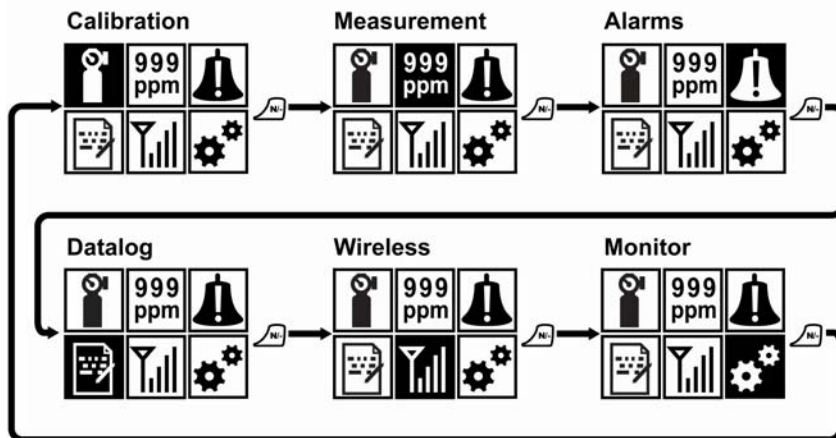 Calibration Measurement Alarms
999 999 999
ppm ppm ppm
N/- N/- N/-
Datalog Wireless Monitor
999 999 999
ppm ppm ppm
N/- N/- N/-